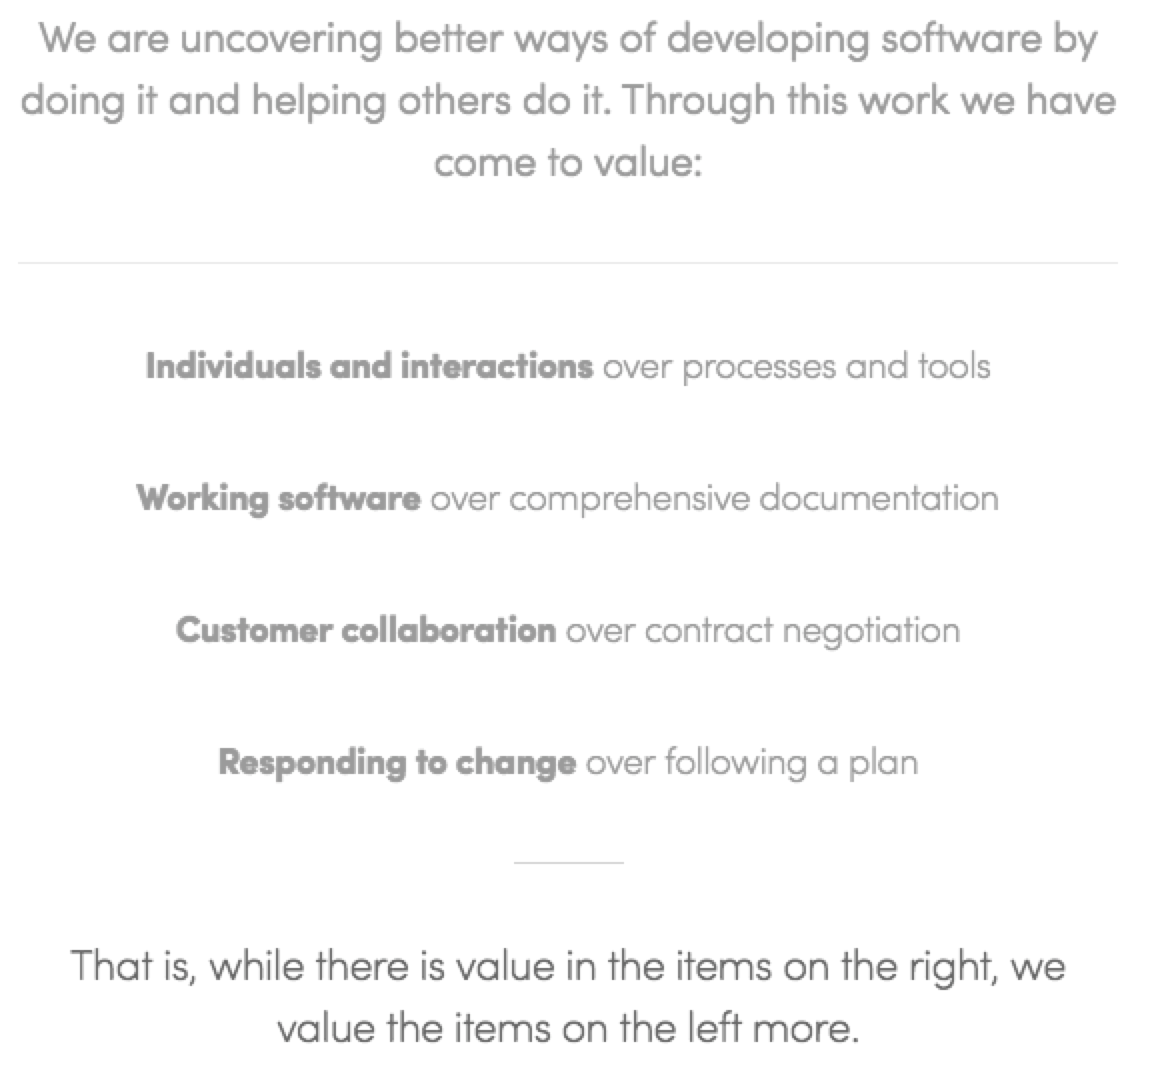 We are uncovering better ways of developing software by
doing it and helping others do it. Through this work we have
come to value:
Individuals and interactions over processes and tools
Working software over comprehensive documentation
Customer collaboration over contract negotiation
Responding to change over following a plan
That is, while there is value in the items on the right, we
value the items on the left more.